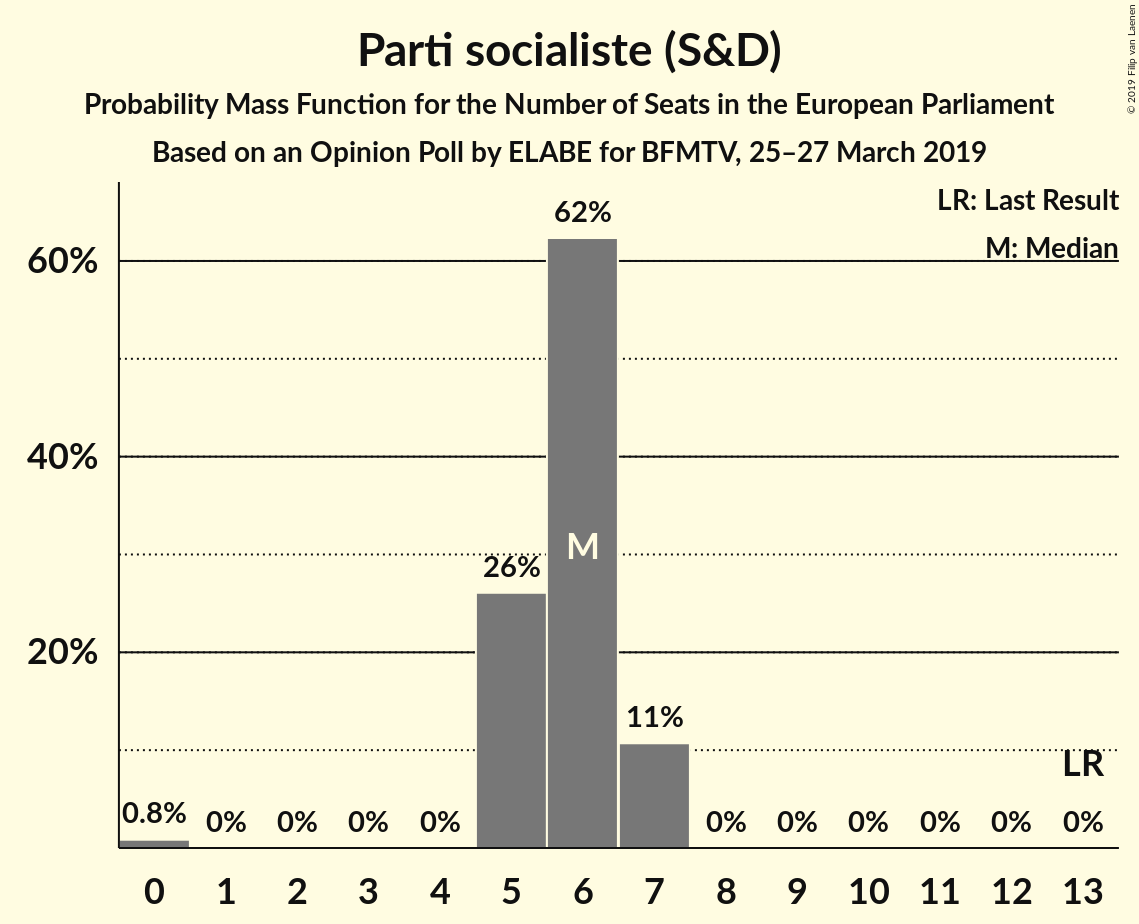 Parti socialiste (S&D)
Probability Mass Function for the Number of Seats in the European Parliament
Based on an Opinion Poll by ELABE for BFMTV, 25–27 March 2019
© 2019 Filip van Laenen
LR: Last Result
M: Median
60%
40%
20%
0.8%
0%
0%
0%
0%
26%
62%
M
11%
0%
0%
0%
0%
0%
LR
0%
0 1 2 3 4 5 6 7 8 9 10 11 12 13